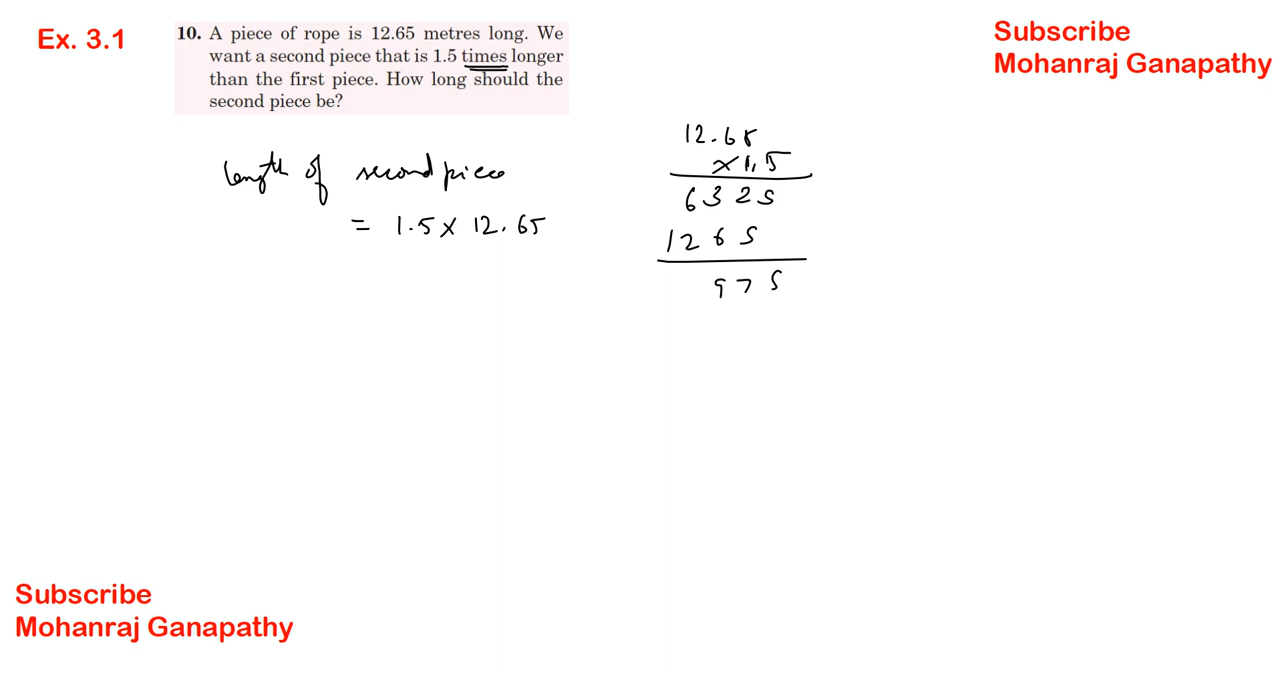 Ex. 3.1
10. A piece of rope is 12.65 metres long. We
want a second piece that is 1.5 times longer
than the first piece. How long should the
second piece be?
Subscribe
Mohanraj Ganapathy
length of second piece
= 1.5 × 12.65
12.65
×1.5
6325
1265
975
Subscribe
Mohanraj Ganapathy